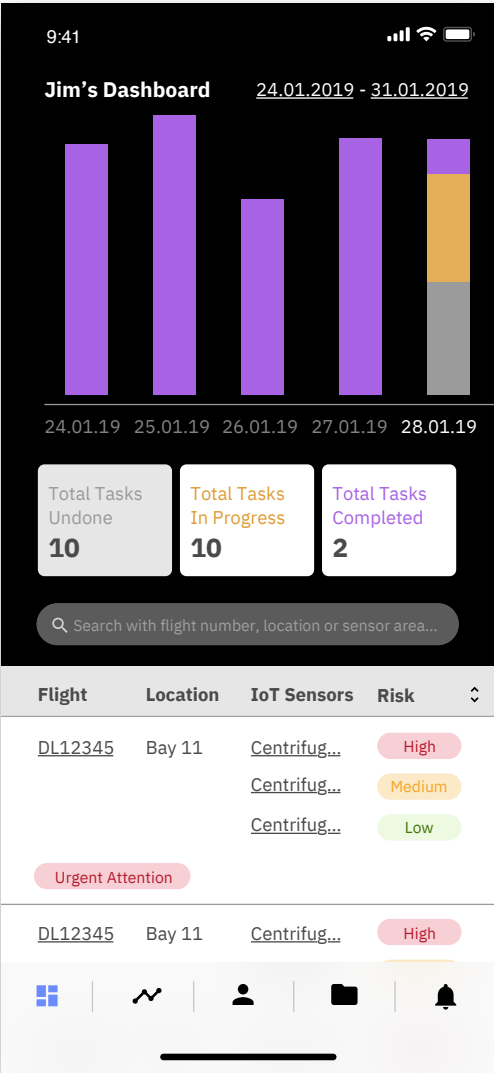 9:41
Jim's Dashboard 24.01.2019 - 31.01.2019
24.01.19 25.01.19 26.01.19 27.01.19 28.01.19
Total Tasks Undone
10
Total Tasks In Progress
10
Total Tasks Completed
2
Search with flight number, location or sensor area...
Flight Location IoT Sensors Risk
DL12345 Bay 11 Centrifug... High
Centrifug... Medium
Centrifug... Low
Urgent Attention
DL12345 Bay 11 Centrifug... High